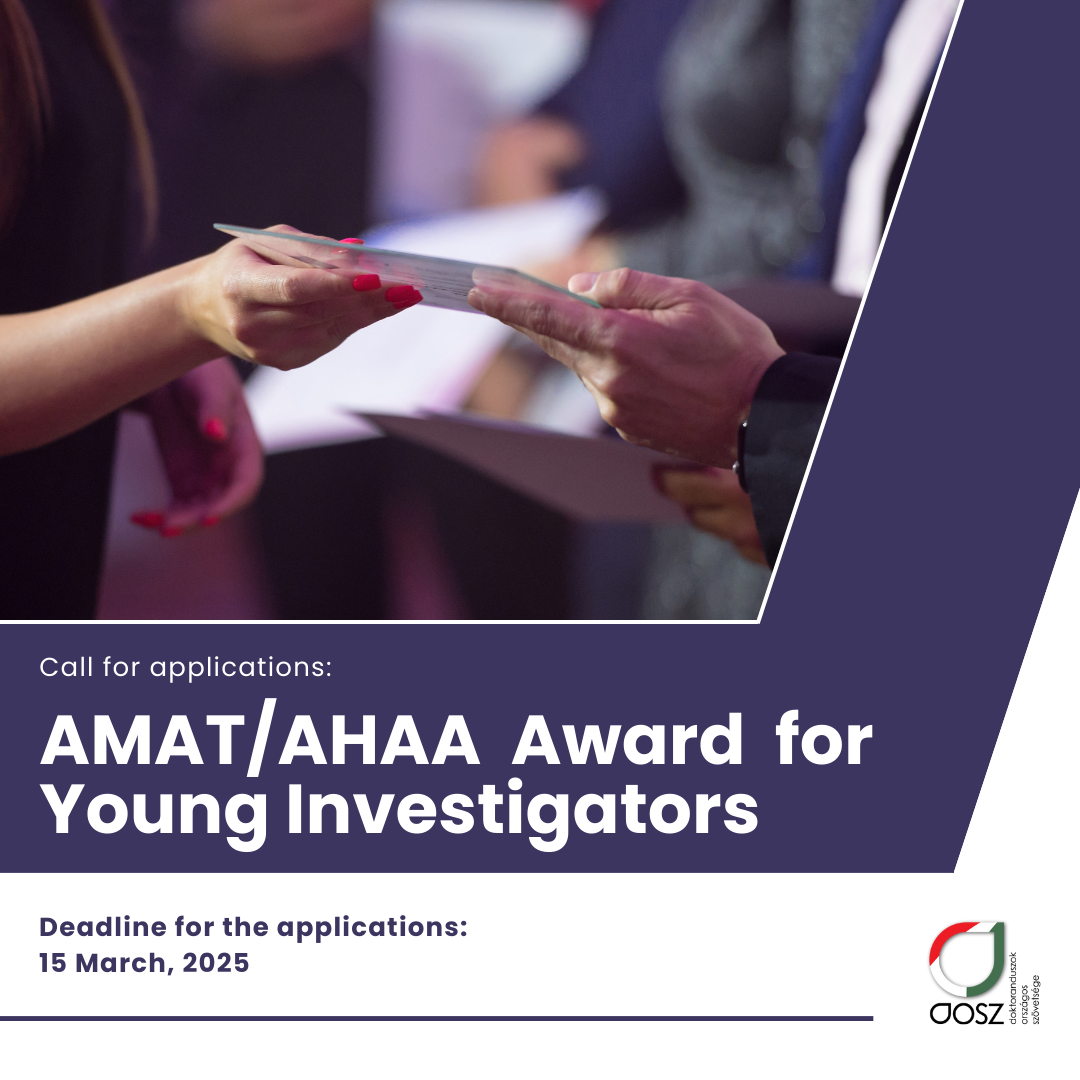 Call for applications:
AMAT/AHAA Award for
Young Investigators
Deadline for the applications:
15 March, 2025
dosz
doktoranduszok
országos
szövetsége